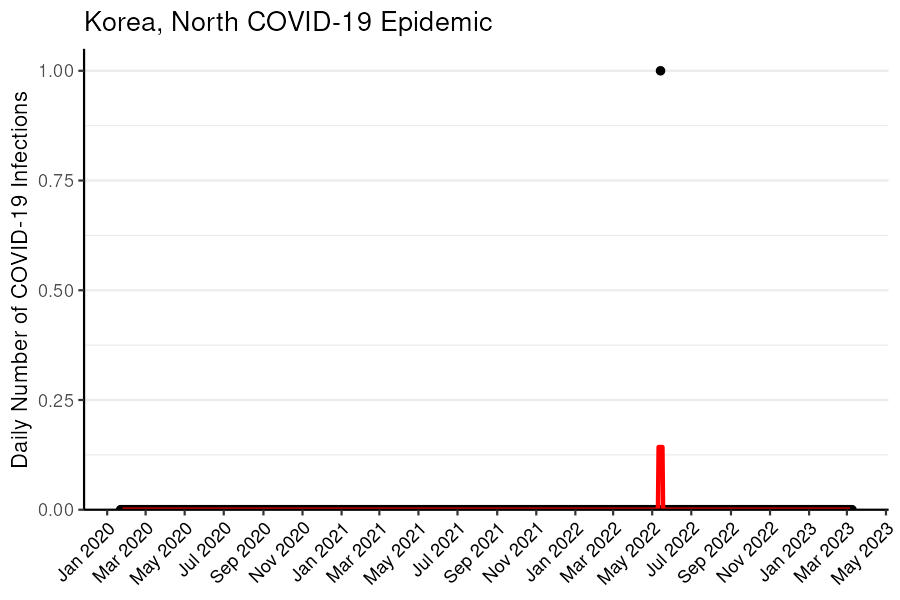 Korea, North COVID-19 Epidemic
Daily Number of COVID-19 Infections
1.00
0.75
0.50
0.25
0.00
Jan 2020
Mar 2020
May 2020
Jul 2020
Sep 2020
Nov 2020
Jan 2021
Mar 2021
May 2021
Jul 2021
Sep 2021
Nov 2021
Jan 2022
Mar 2022
May 2022
Jul 2022
Sep 2022
Nov 2022
Jan 2023
Mar 2023
May 2023